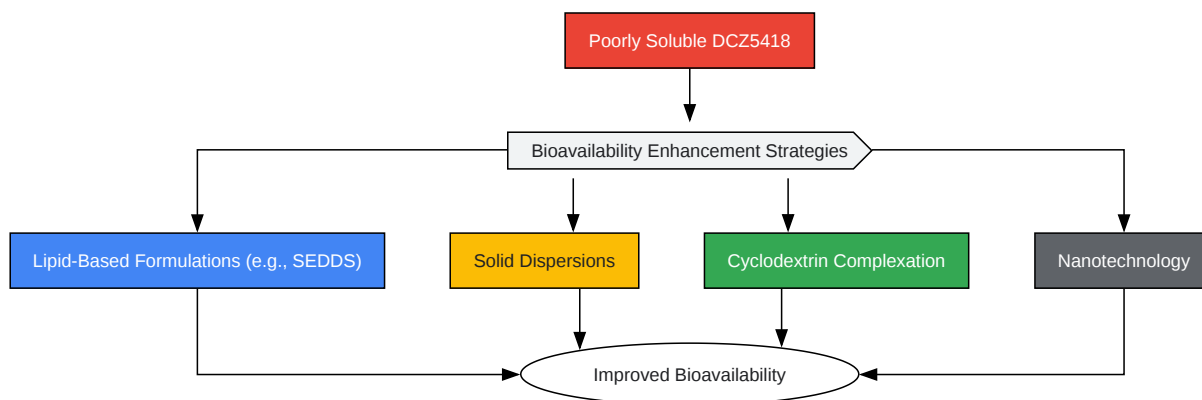 Poorly Soluble DCZ5418
Bioavailability Enhancement Strategies
Lipid-Based Formulations (e.g., SEDDS)
Solid Dispersions
Cyclodextrin Complexation
Nanotechnology
Improved Bioavailability